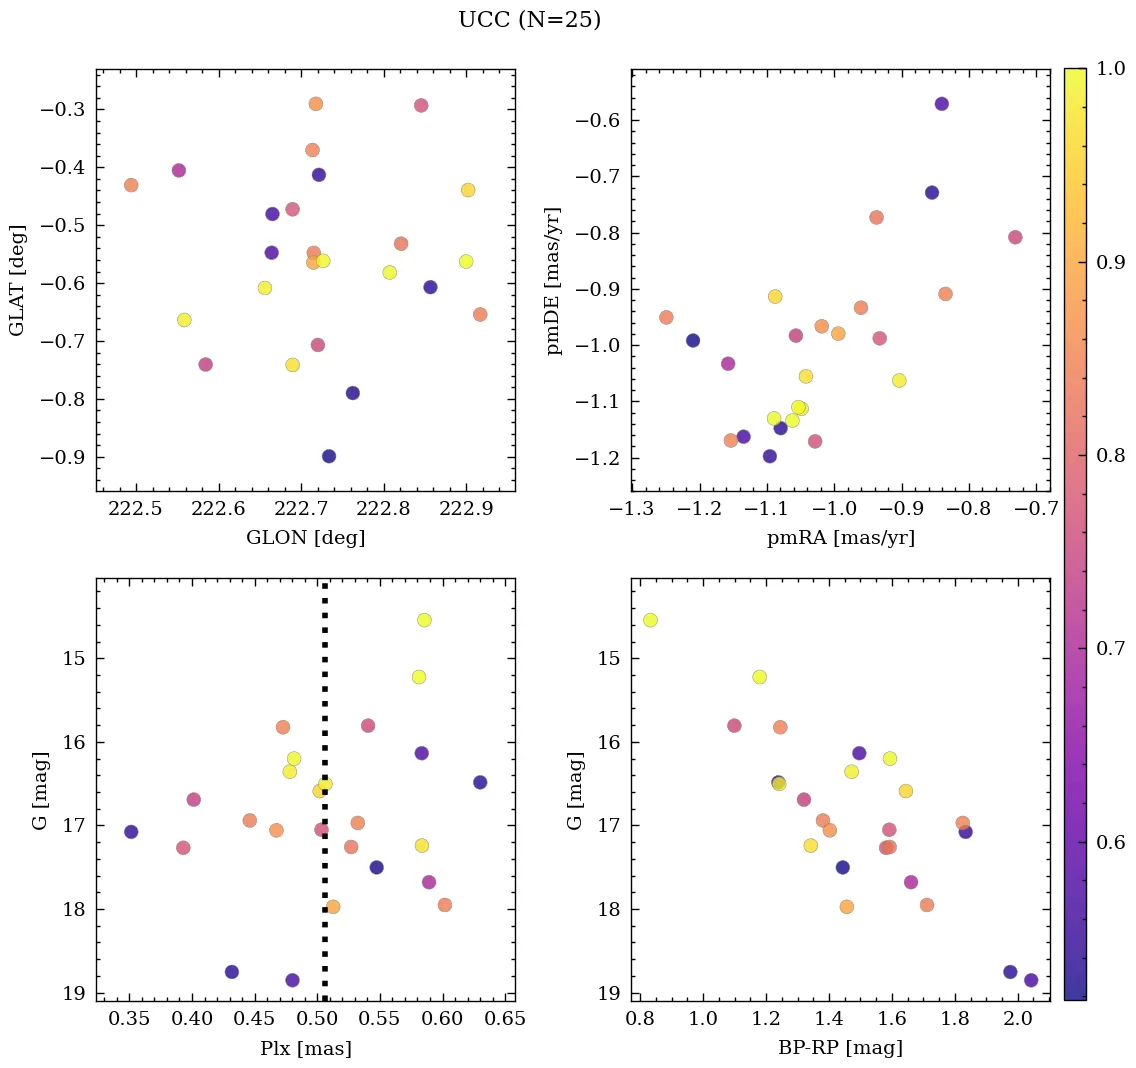 UCC (N=25)
−0.3
−0.4
−0.5
−0.6
−0.7
−0.8
−0.9
GLAT [deg]
222.5 222.6 222.7 222.8 222.9
GLON [deg]
−0.6
−0.7
−0.8
−0.9
−1.0
−1.1
−1.2
pmDE [mas/yr]
−1.3 −1.2 −1.1 −1.0 −0.9 −0.8 −0.7
pmRA [mas/yr]
1.0
0.9
0.8
0.7
0.6
15
16
17
18
19
G [mag]
0.35 0.40 0.45 0.50 0.55 0.60 0.65
Plx [mas]
15
16
17
18
19
G [mag]
0.8 1.0 1.2 1.4 1.6 1.8 2.0
BP-RP [mag]